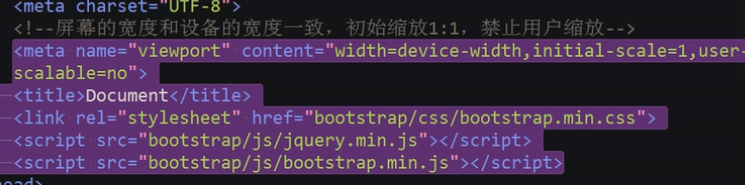 <meta charset="UTF-8">
<!--屏幕的宽度和设备的宽度一致，初始缩放1:1，禁止用户缩放-->
<meta name="viewport" content="width=device-width,initial-scale=1,user-
scalable=no">
<title>Document</title>
<link rel="stylesheet" href="bootstrap/css/bootstrap.min.css">
<script src="bootstrap/js/jquery.min.js"></script>
<script src="bootstrap/js/bootstrap.min.js"></script>